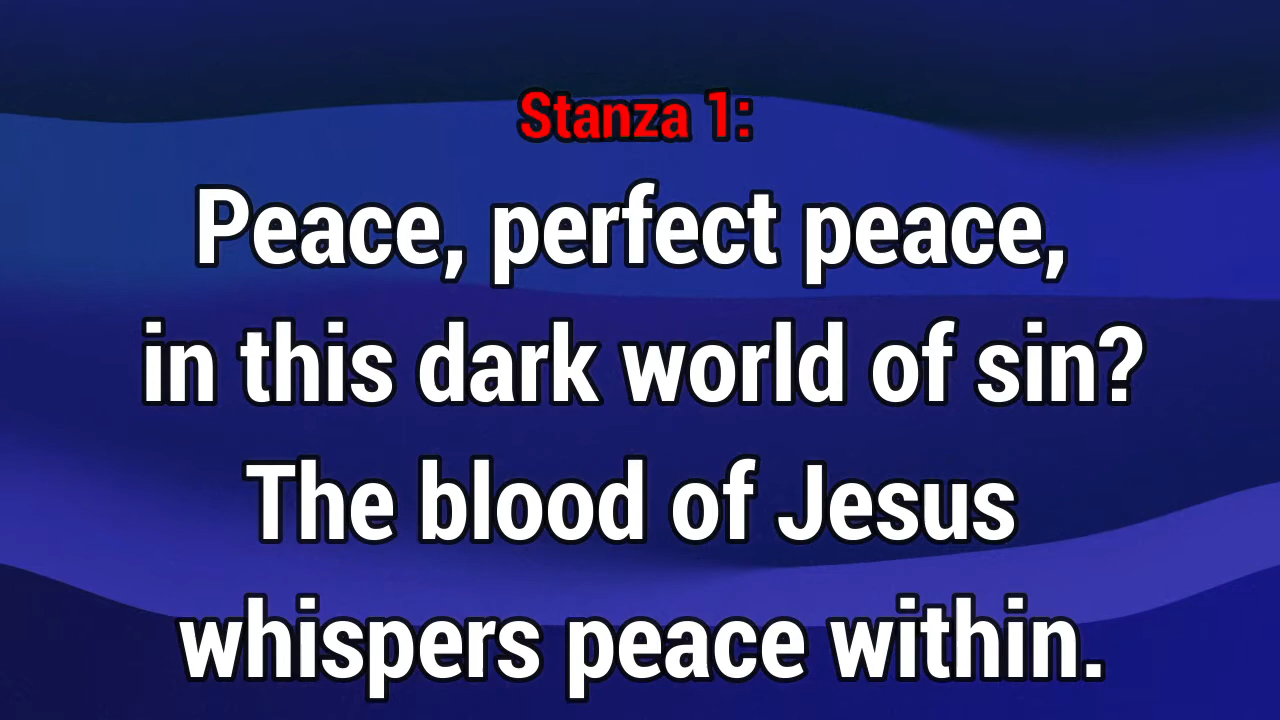 Stanza 1:
Peace, perfect peace,
in this dark world of sin?
The blood of Jesus
whispers peace within.